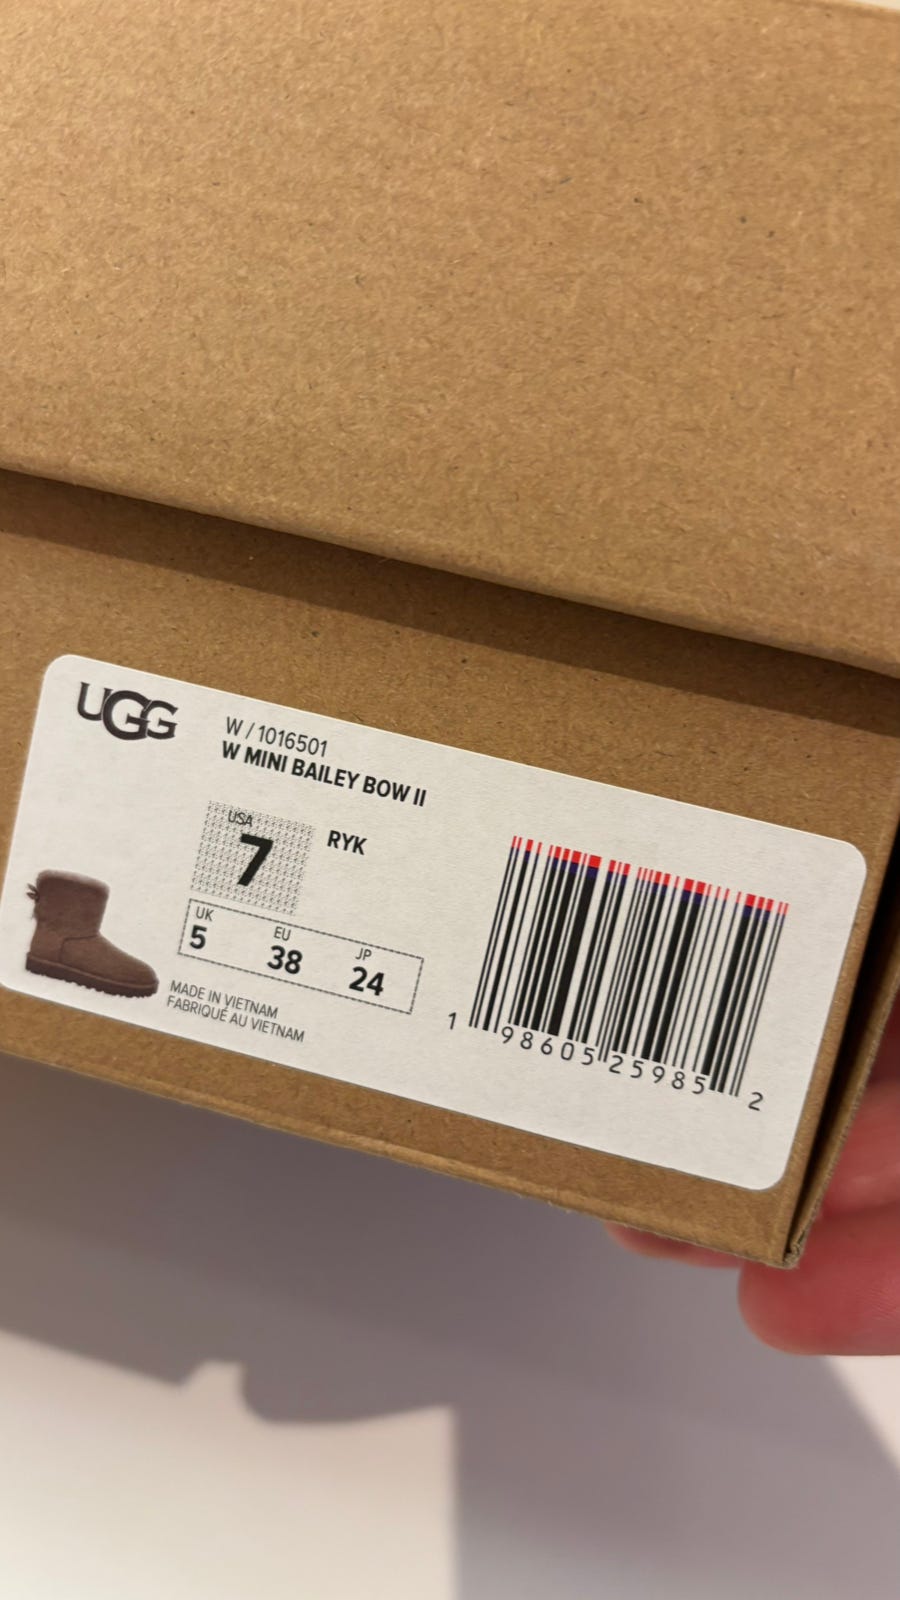 UGG
W / 1016501
W MINI BAILEY BOW II
USA
7
RYK
UK
5
EU
38
JP
24
MADE IN VIETNAM
FABRIQUÉ AU VIETNAM
1 98605 25985 2